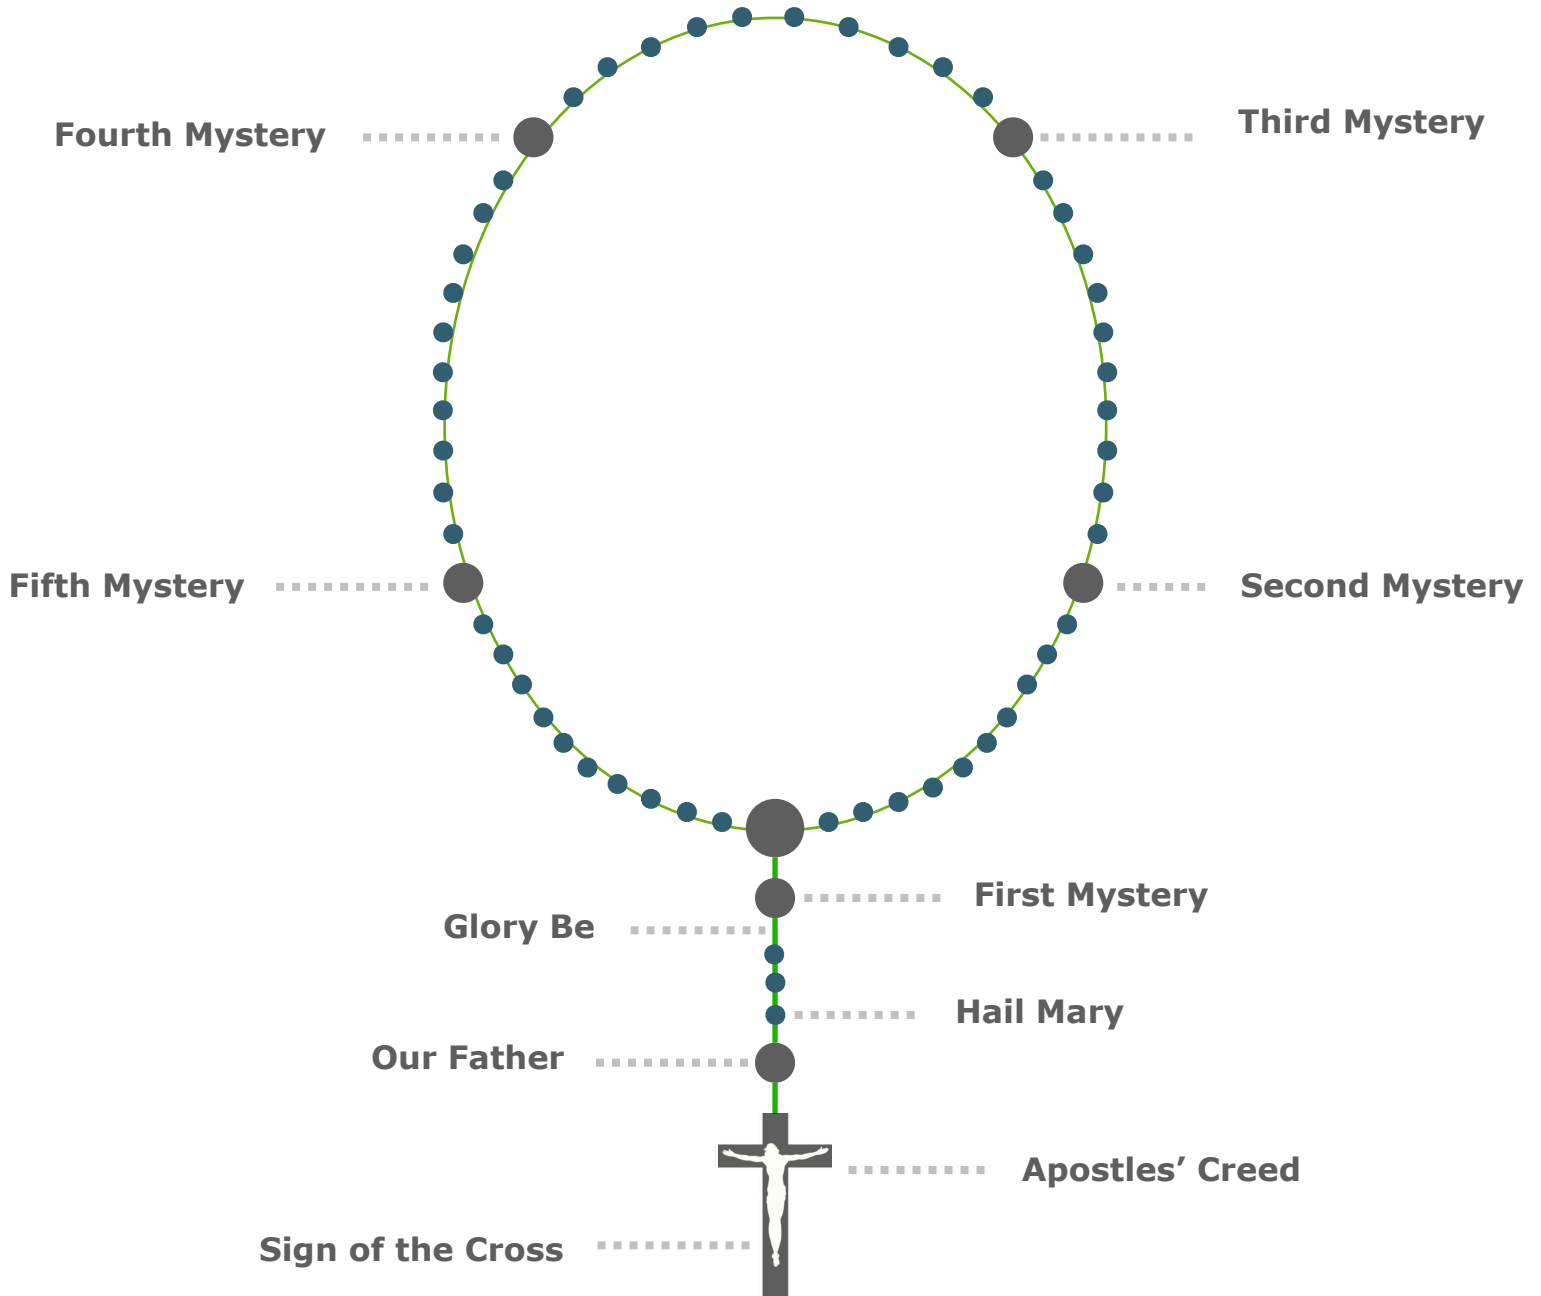 Third Mystery
Fourth Mystery
Fifth Mystery
Second Mystery
First Mystery
Glory Be
Hail Mary
Our Father
Apostles’ Creed
Sign of the Cross